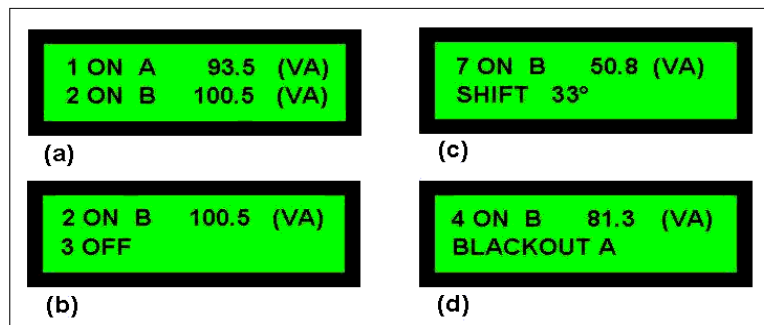 1 ON A 93.5 (VA)
2 ON B 100.5 (VA)
(a)
2 ON B 100.5 (VA)
3 OFF
(b)
7 ON B 50.8 (VA)
SHIFT 33°
(c)
4 ON B 81.3 (VA)
BLACKOUT A
(d)